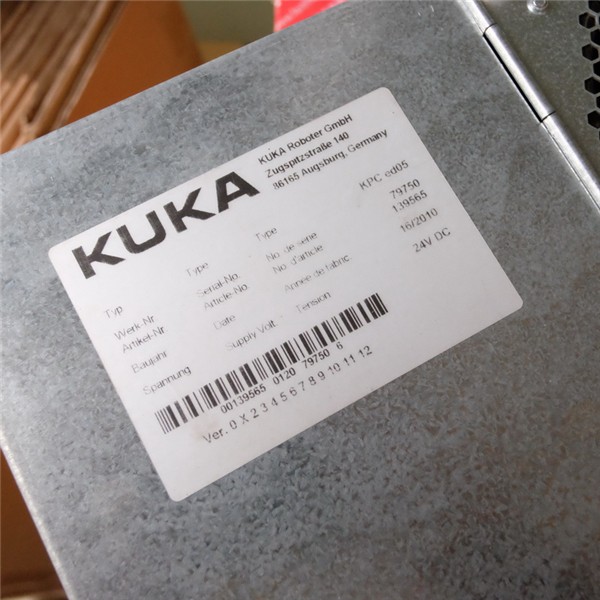 KUKA
KUKA Roboter GmbH
Zugspitzstraße 140
86165 Augsburg, Germany
Typ Type Type KPC ed05
Werk-Nr. Serial-No. No. de serie 79750
Artikel-Nr. Article-No. No. d'article 139565
Baujahr Date Année de fabric. 16/2010
Spannung Supply Volt. Tension 24V DC
00139565 0120 79750 6
Ver. 0 X 2 3 4 5 6 7 8 9 10 11 12